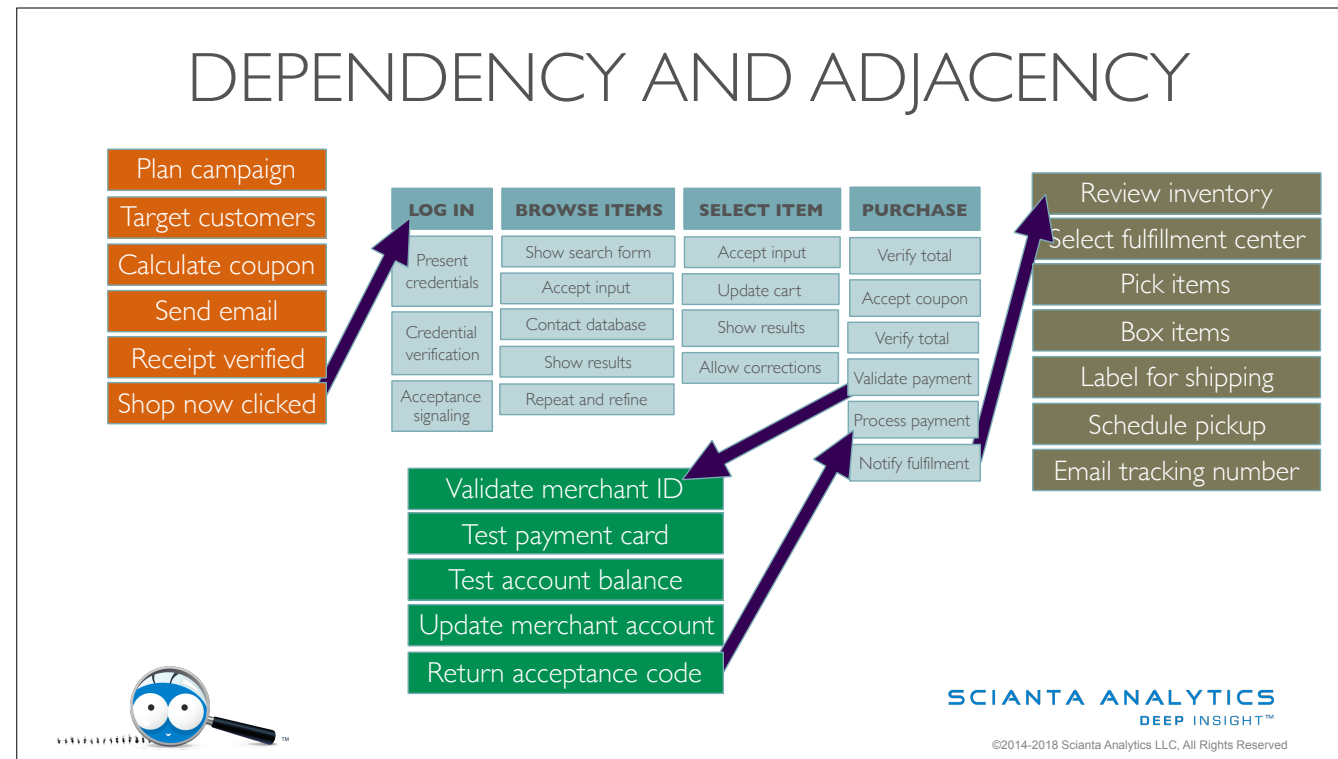 DEPENDENCY AND ADJACENCY
Plan campaign
Target customers
Calculate coupon
Send email
Receipt verified
Shop now clicked
LOG IN
Present
credentials
Credential
verification
Acceptance
signaling
BROWSE ITEMS
Show search form
Accept input
Contact database
Show results
Repeat and refine
SELECT ITEM
Accept input
Update cart
Show results
Allow corrections
PURCHASE
Verify total
Accept coupon
Verify total
Validate payment
Process payment
Notify fulfilment
Review inventory
Select fulfillment center
Pick items
Box items
Label for shipping
Schedule pickup
Email tracking number
Validate merchant ID
Test payment card
Test account balance
Update merchant account
Return acceptance code
TM
SCIANTA ANALYTICS
DEEP INSIGHT™
©2014-2018 Scianta Analytics LLC, All Rights Reserved